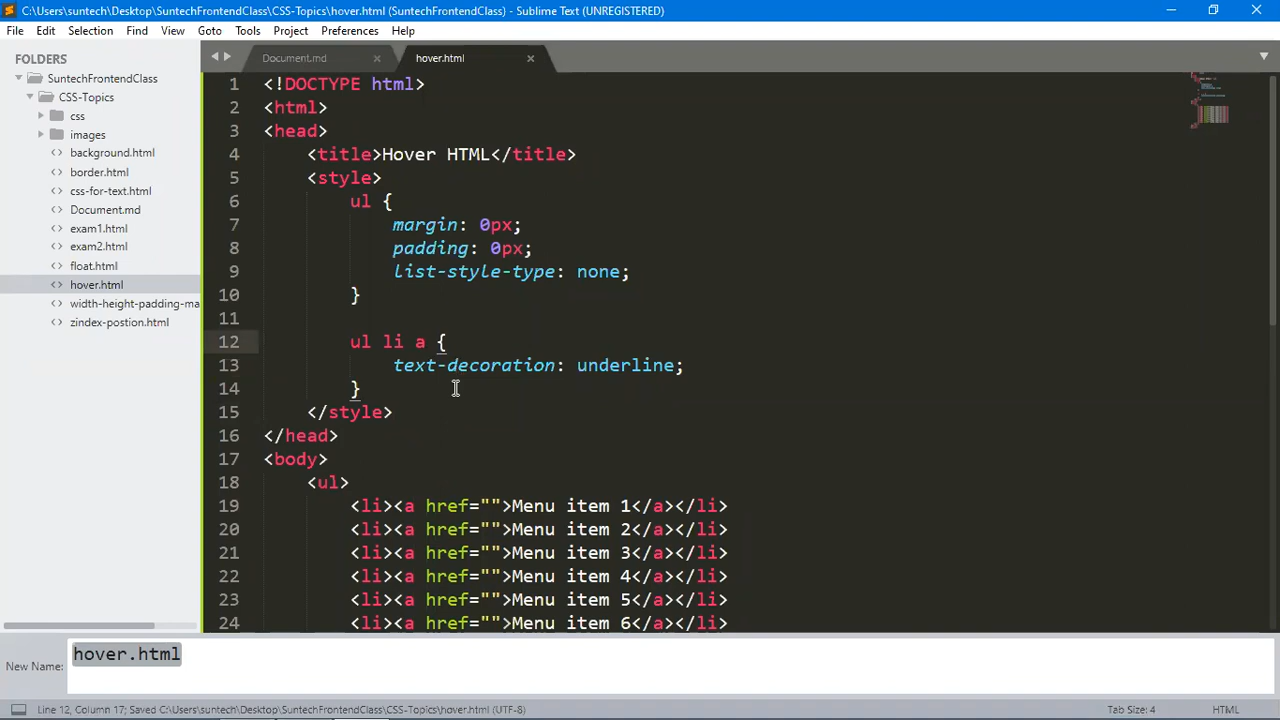 C:\Users\suntech\Desktop\SuntechFrontendClass\CSS-Topics\hover.html (SuntechFrontendClass) - Sublime Text (UNREGISTERED)
File Edit Selection Find View Goto Tools Project Preferences Help
FOLDERS
SuntechFrontendClass
CSS-Topics
css
images
background.html
border.html
css-for-text.html
Document.md
exam1.html
exam2.html
float.html
hover.html
width-height-padding-ma
zindex-postion.html
Document.md hover.html
1 <!DOCTYPE html>
2 <html>
3 <head>
4 <title>Hover HTML</title>
5 <style>
6 ul {
7 margin: 0px;
8 padding: 0px;
9 list-style-type: none;
10 }
11
12 ul li a {
13 text-decoration: underline;
14 }
15 </style>
16 </head>
17 <body>
18 <ul>
19 <li><a href="">Menu item 1</a></li>
20 <li><a href="">Menu item 2</a></li>
21 <li><a href="">Menu item 3</a></li>
22 <li><a href="">Menu item 4</a></li>
23 <li><a href="">Menu item 5</a></li>
24 <li><a href="">Menu item 6</a></li>
New Name: hover.html
Line 12, Column 17; Saved C:\Users\suntech\Desktop\SuntechFrontendClass\CSS-Topics\hover.html (UTF-8) Tab Size: 4 HTML